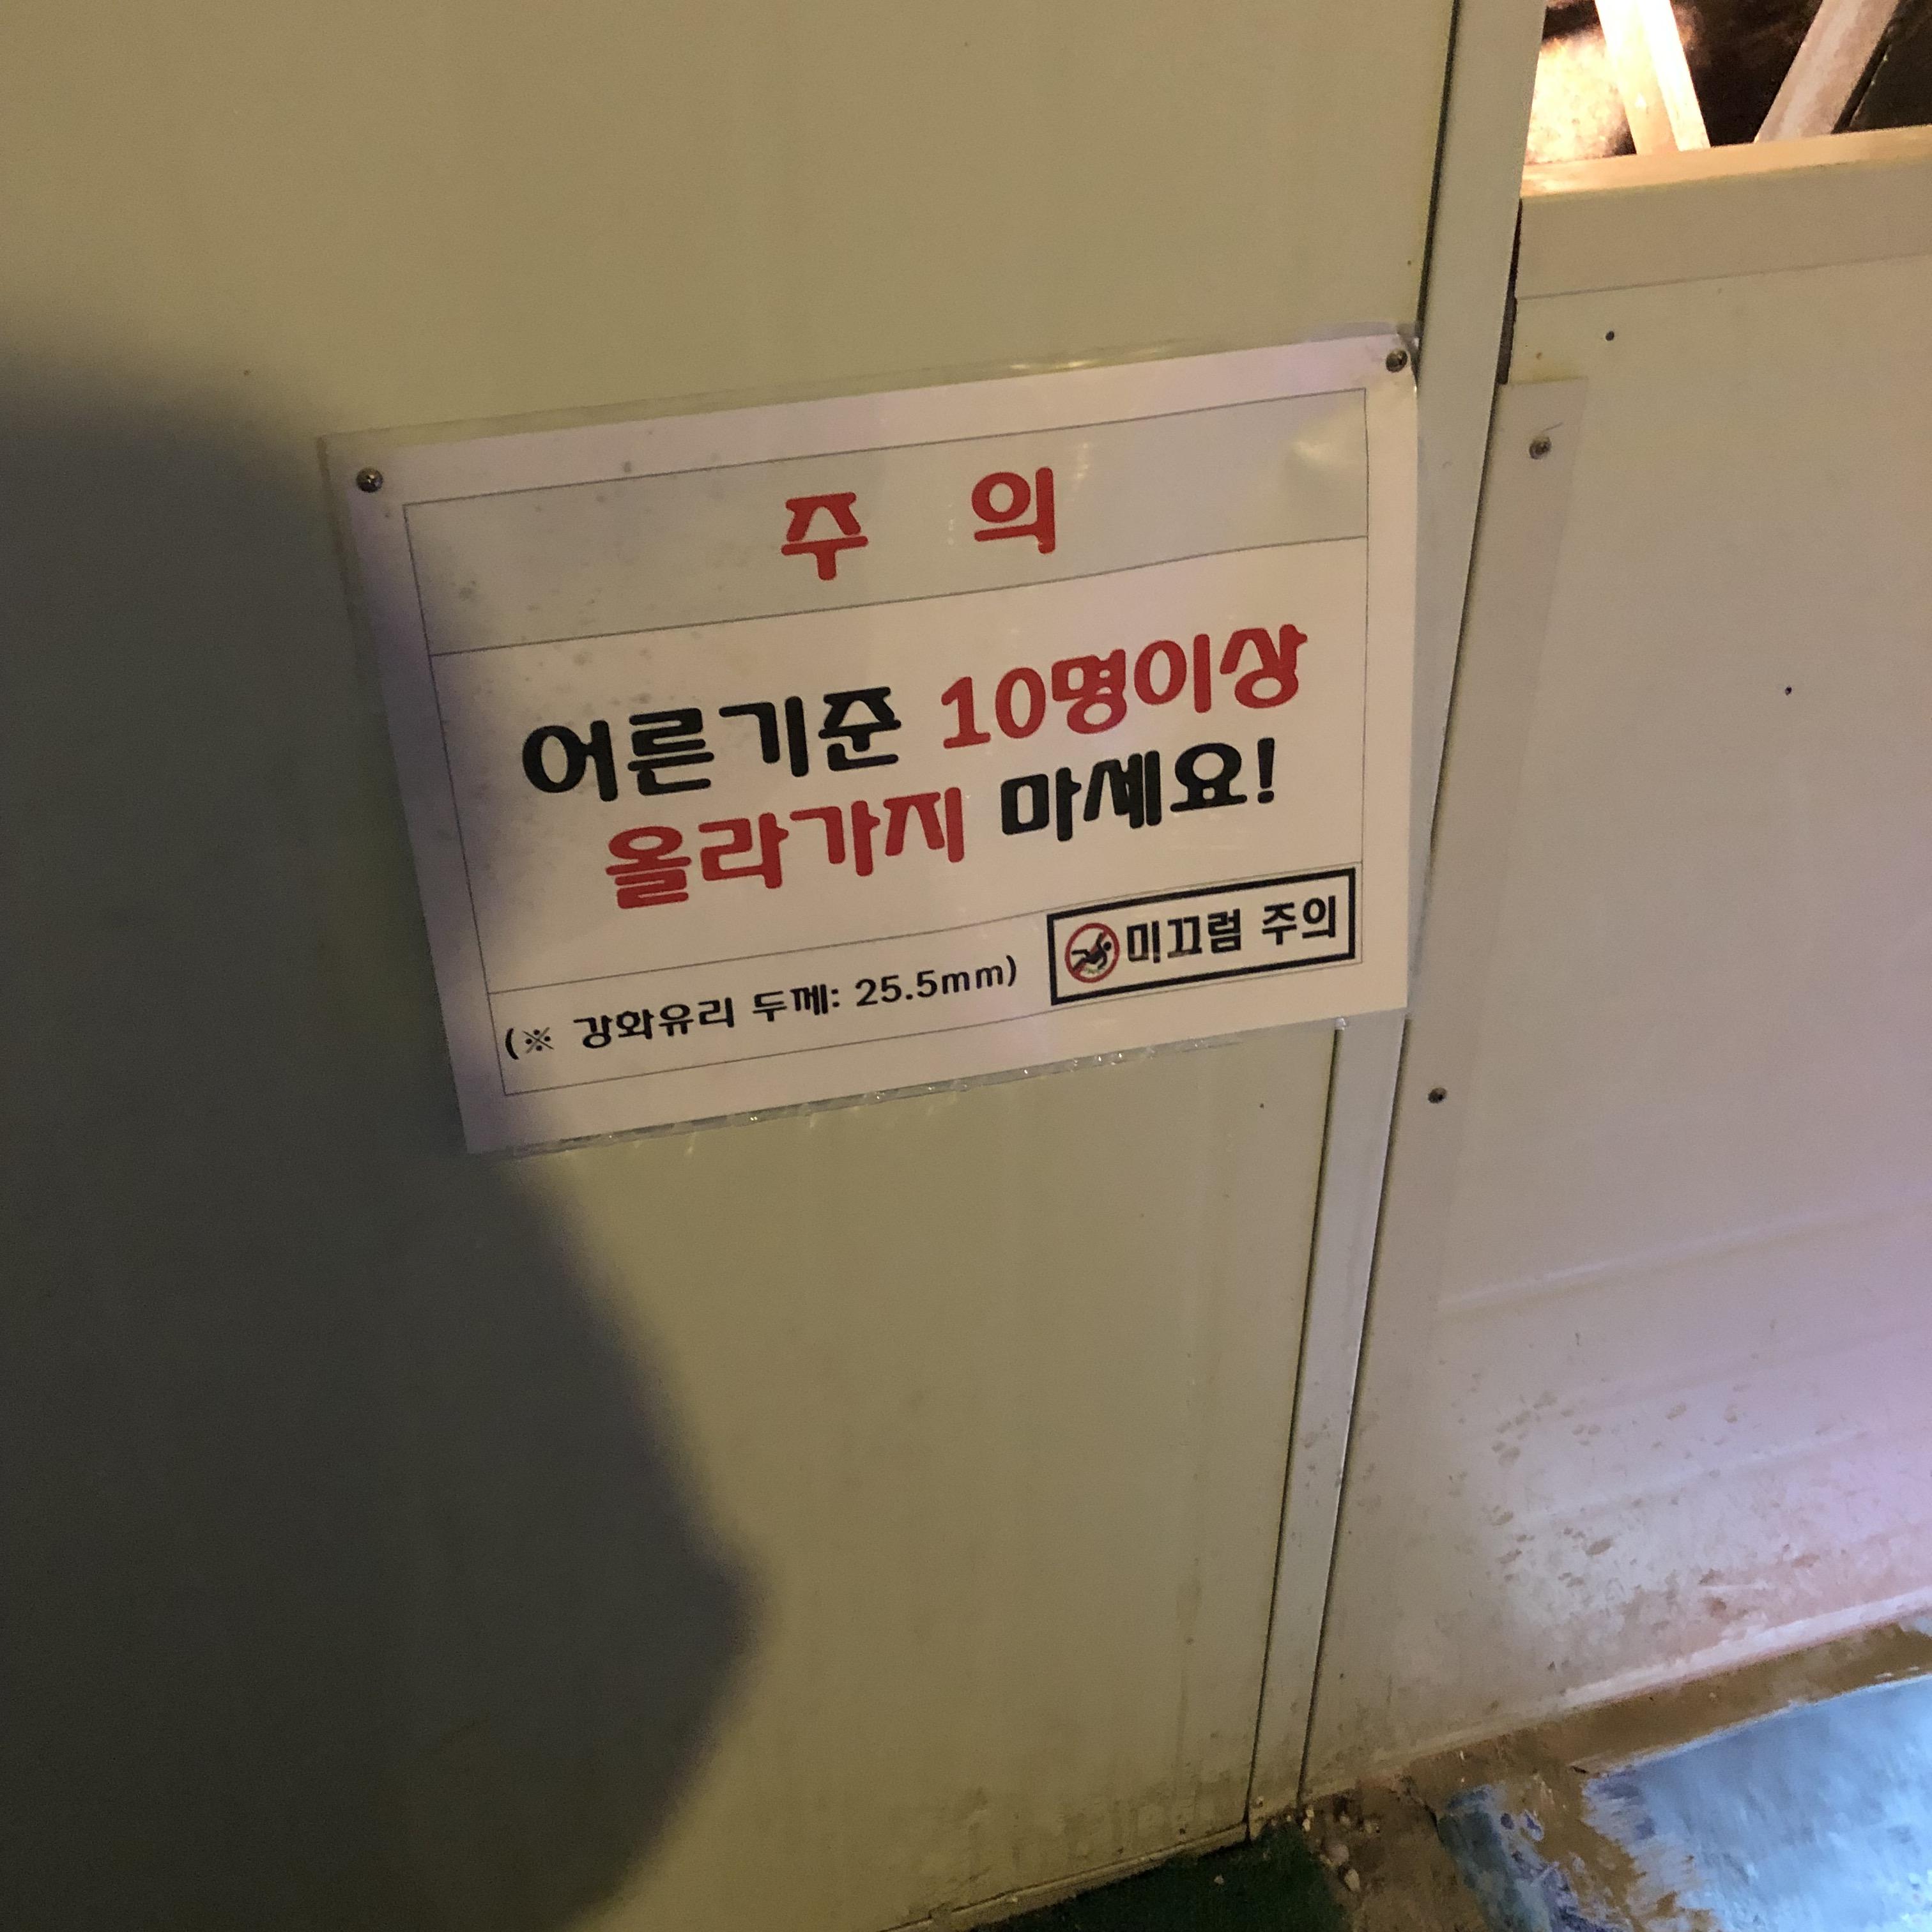 주 의
어른기준 10명이상
올라가지 마세요!
(※ 강화유리 두께: 25.5mm)
미끄럼 주의